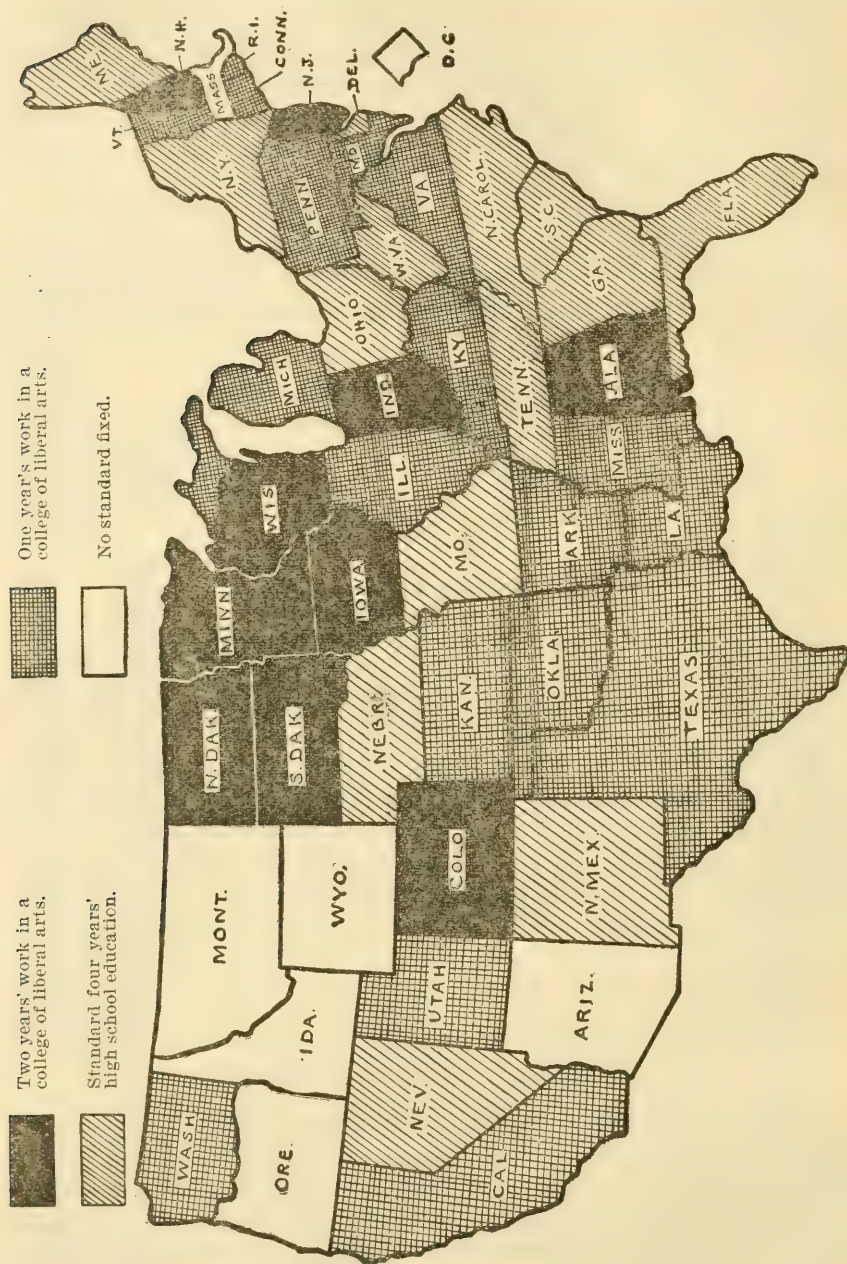 Two years' work in a
college of liberal arts.
One year's work in a
college of liberal arts.
Standard four years'
high school education.
No standard fixed.
WASH
ORE.
CAL
NEV.
'IDA.
MONT.
WYO.
UTAH
ARIZ.
COLO
N.MEX.
N.DAK
S.DAK
NEBR.
KAN.
OKLA.
TEXAS
MINN
IOWA
MO.
ARK
LA.
WIS
ILL
MICH
IND
OHIO
KY
TENN.
MISS
ALA
GA.
FLA.
S.C.
N.CAROL
VA
W.VA
MD
PENN
N.Y.
VT.
ME.
N.H.
MASS
R.I.
CONN.
N.J.
DEL.
D.C